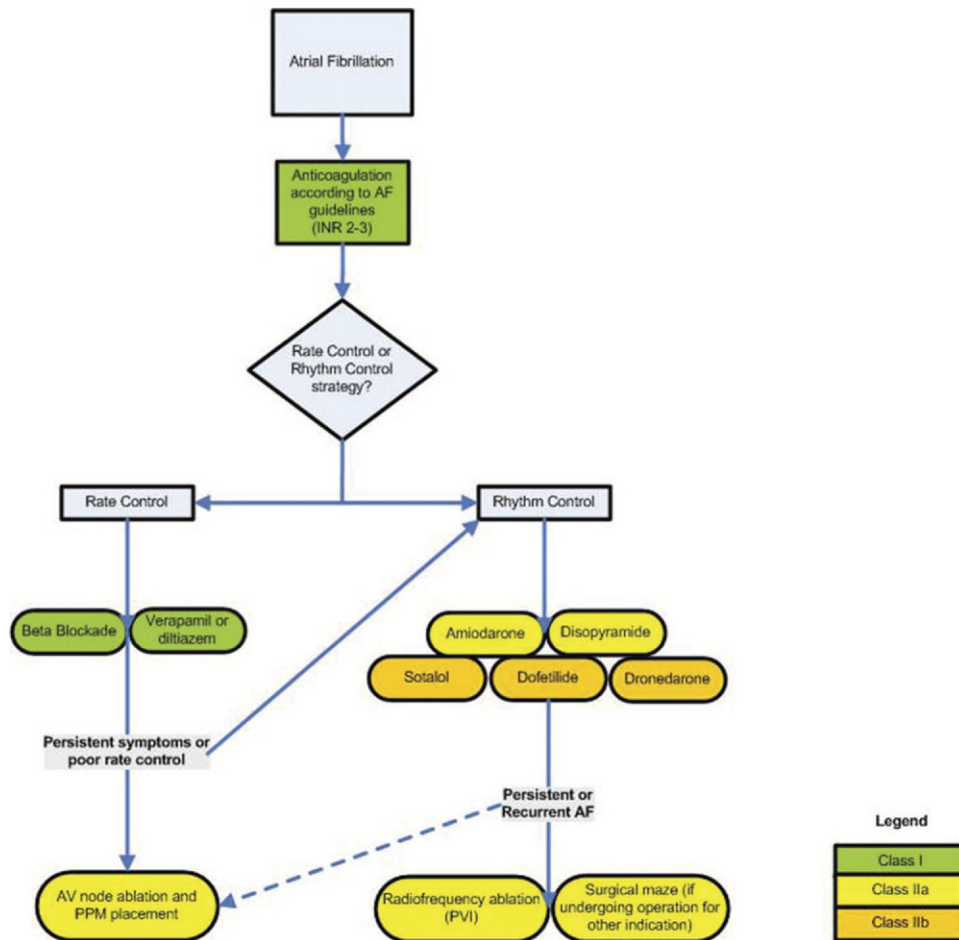 Atrial Fibrillation
Anticoagulation
according to AF
guidelines
(INR 2-3)
Rate Control or
Rhythm Control
strategy?
Rate Control
Rhythm Control
Beta Blockade
Verapamil or
diltiazem
Amiodarone
Disopyramide
Sotalol
Dofetilide
Dronedarone
Persistent symptoms or
poor rate control
Persistent or
Recurrent AF
AV node ablation and
PPM placement
Radiofrequency ablation
(PVI)
Surgical maze (if
undergoing operation for
other indication)
Legend
Class I
Class IIa
Class IIb